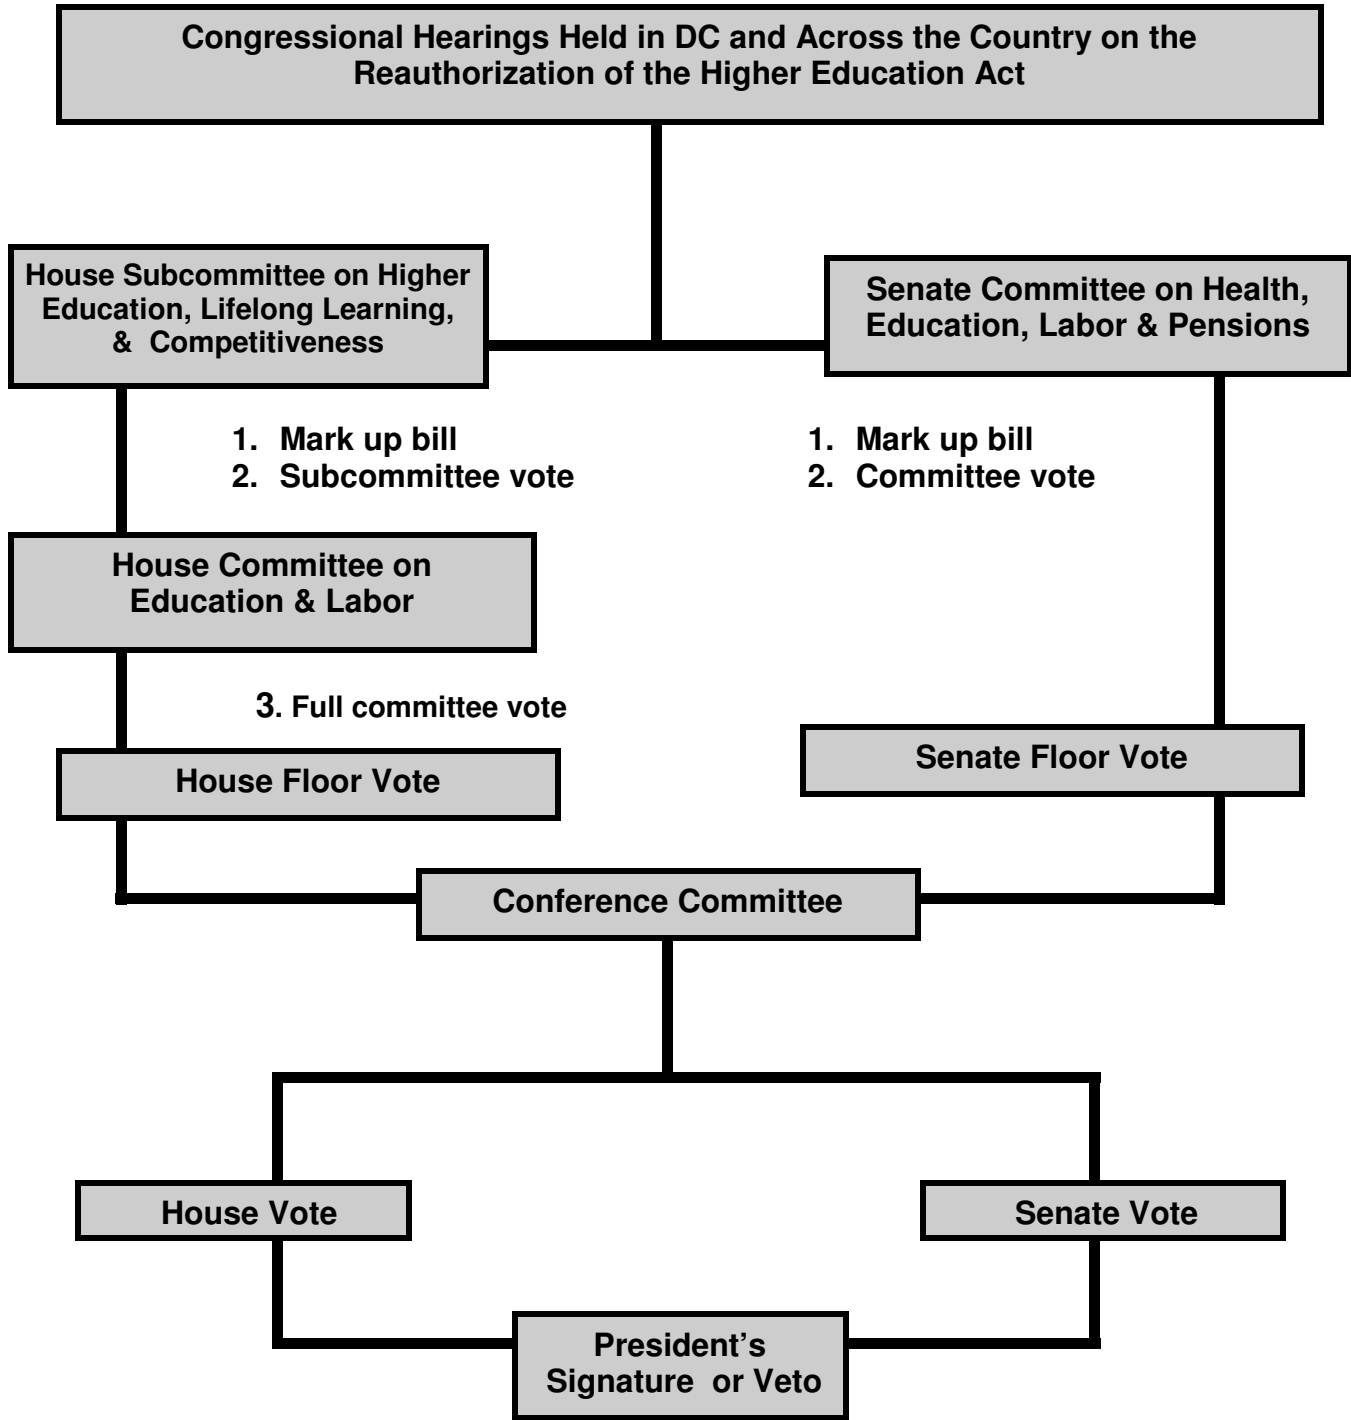 Congressional Hearings Held in DC and Across the Country on the
Reauthorization of the Higher Education Act
House Subcommittee on Higher
Education, Lifelong Learning,
& Competitiveness
Senate Committee on Health,
Education, Labor & Pensions
1. Mark up bill
2. Subcommittee vote
1. Mark up bill
2. Committee vote
House Committee on
Education & Labor
3. Full committee vote
House Floor Vote
Senate Floor Vote
Conference Committee
House Vote
Senate Vote
President’s
Signature or Veto